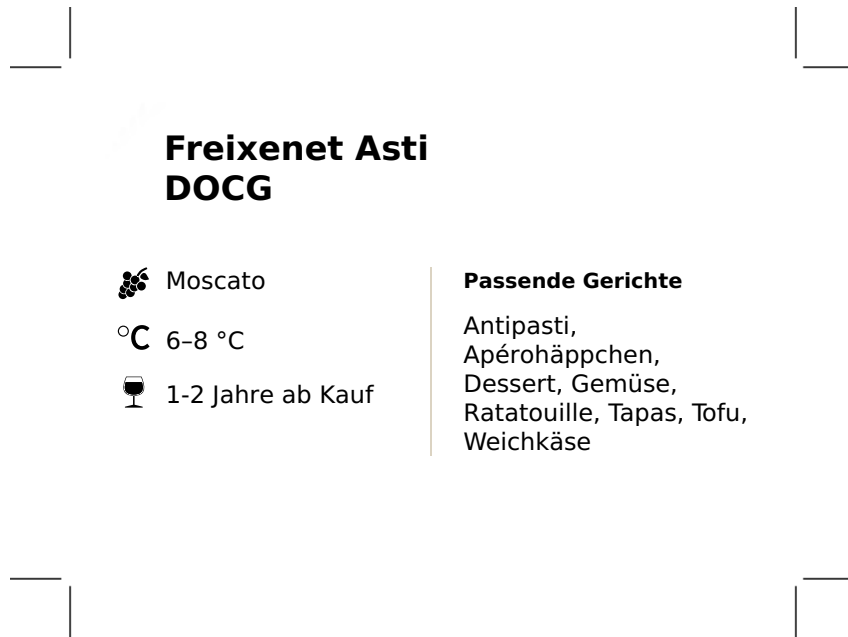 Freixenet Asti
DOCG
Moscato
°C 6–8 °C
1-2 Jahre ab Kauf
Passende Gerichte
Antipasti,
Apérohäppchen,
Dessert, Gemüse,
Ratatouille, Tapas, Tofu,
Weichkäse